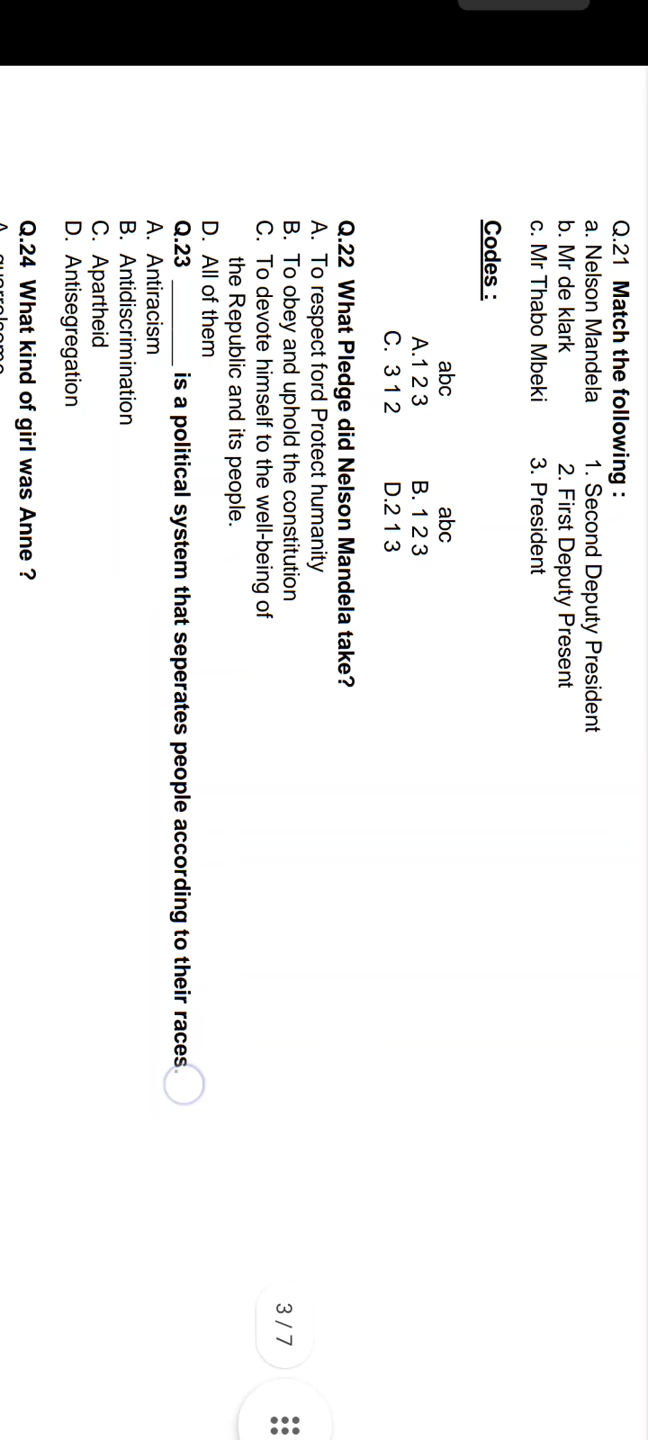 Q.21 Match the following :
a. Nelson Mandela 1. Second Deputy President
b. Mr de klark 2. First Deputy Present
c. Mr Thabo Mbeki 3. President
Codes :
abc abc
A.1 2 3 B. 1 2 3
C. 3 1 2 D.2 1 3
Q.22 What Pledge did Nelson Mandela take?
A. To respect ford Protect humanity
B. To obey and uphold the constitution
C. To devote himself to the well-being of
the Republic and its people.
D. All of them
Q.23 ______ is a political system that seperates people according to their races.
A. Antiracism
B. Antidiscrimination
C. Apartheid
D. Antisegregation
Q.24 What kind of girl was Anne ?
3 / 7